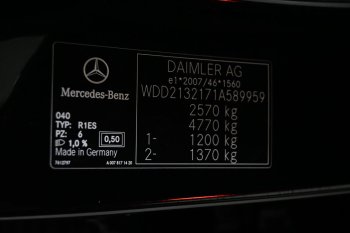 DAIMLER AG
e1*2007/46*1560
WDD2132171A589959
2570 kg
4770 kg
1- 1200 kg
2- 1370 kg
Mercedes-Benz
040
TYP: R1ES
PZ: 6
1,0 % 0,50
Made in Germany